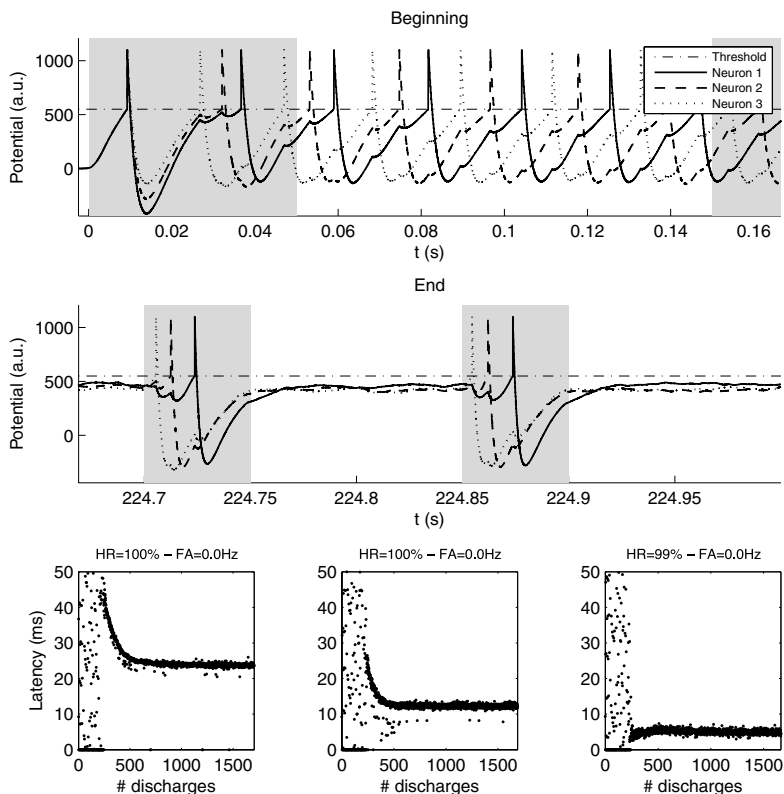 Beginning
Potential (a.u.)
1000
500
0
Threshold
Neuron 1
Neuron 2
Neuron 3
0 0.02 0.04 0.06 0.08 0.1 0.12 0.14 0.16
t (s)
End
Potential (a.u.)
1000
500
0
224.7 224.75 224.8 224.85 224.9 224.95
t (s)
HR=100% – FA=0.0Hz
HR=100% – FA=0.0Hz
HR=99% – FA=0.0Hz
Latency (ms)
50
40
30
20
10
0
0 500 1000 1500
# discharges
50
40
30
20
10
0
0 500 1000 1500
# discharges
50
40
30
20
10
0
0 500 1000 1500
# discharges